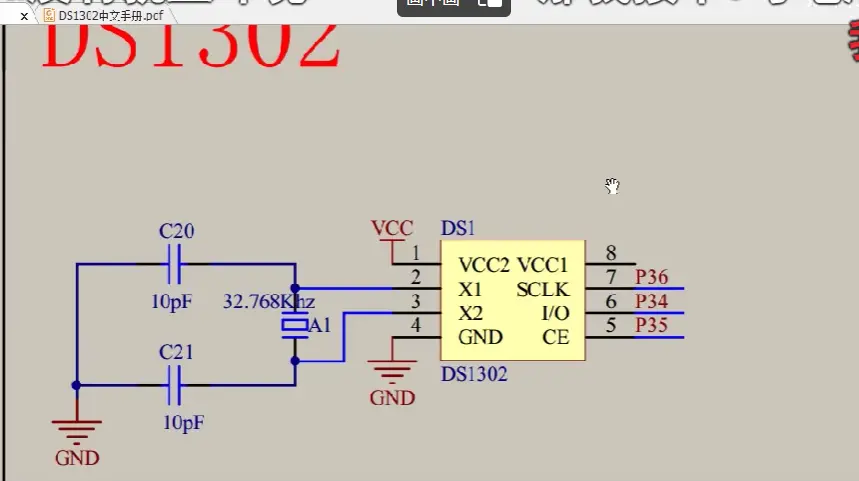 x DS1302中文手册.pcf
DS1302
C20
10pF
32.768Khz
A1
C21
10pF
GND
VCC
DS1
1 VCC2 VCC1 8
2 X1 SCLK 7 P36
3 X2 I/O 6 P34
4 GND CE 5 P35
DS1302
GND